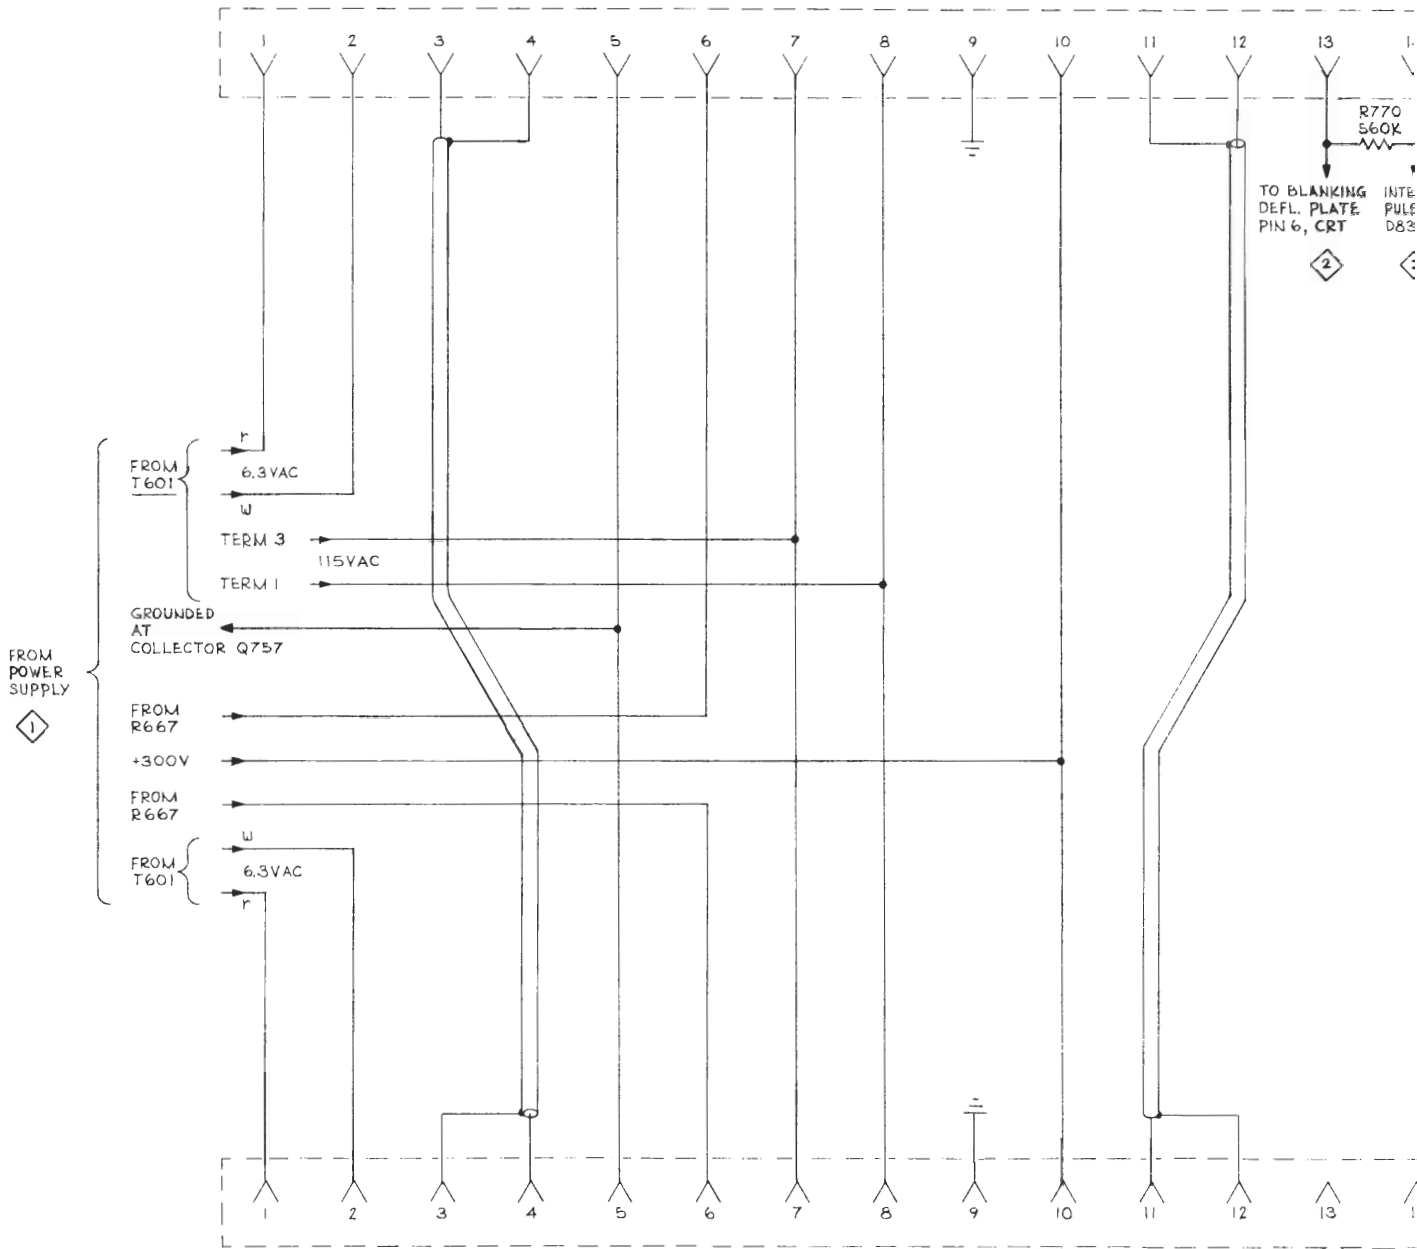 1 2 3 4 5 6 7 8 9 10 11 12 13
R770
560K
TO BLANKING
DEFL. PLATE
PIN 6, CRT
2
INTE
PULS
D83
r
FROM
T601
6.3VAC
W
TERM 3
115VAC
TERM 1
GROUNDED
AT
COLLECTOR Q757
FROM
POWER
SUPPLY
1
FROM
R667
+300V
FROM
R667
W
FROM
T601
6.3VAC
r
1 2 3 4 5 6 7 8 9 10 11 12 13